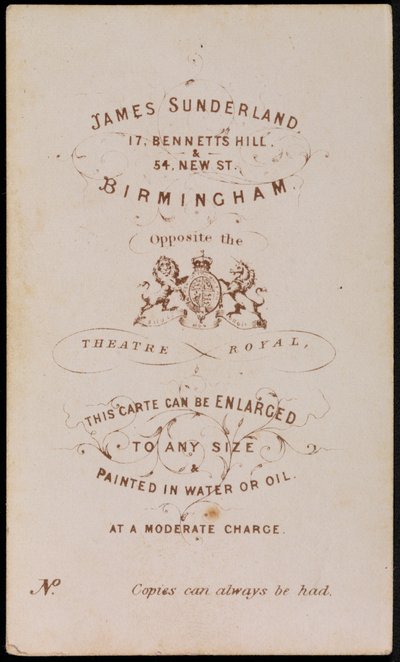 JAMES SUNDERLAND
17, BENNETTS HILL.
&
54, NEW ST.
BIRMINGHAM
Opposite the
THEATRE ROYAL,
THIS CARTE CAN BE ENLARGED
TO ANY SIZE
&
PAINTED IN WATER OR OIL.
AT A MODERATE CHARGE.
No. Copies can always be had.